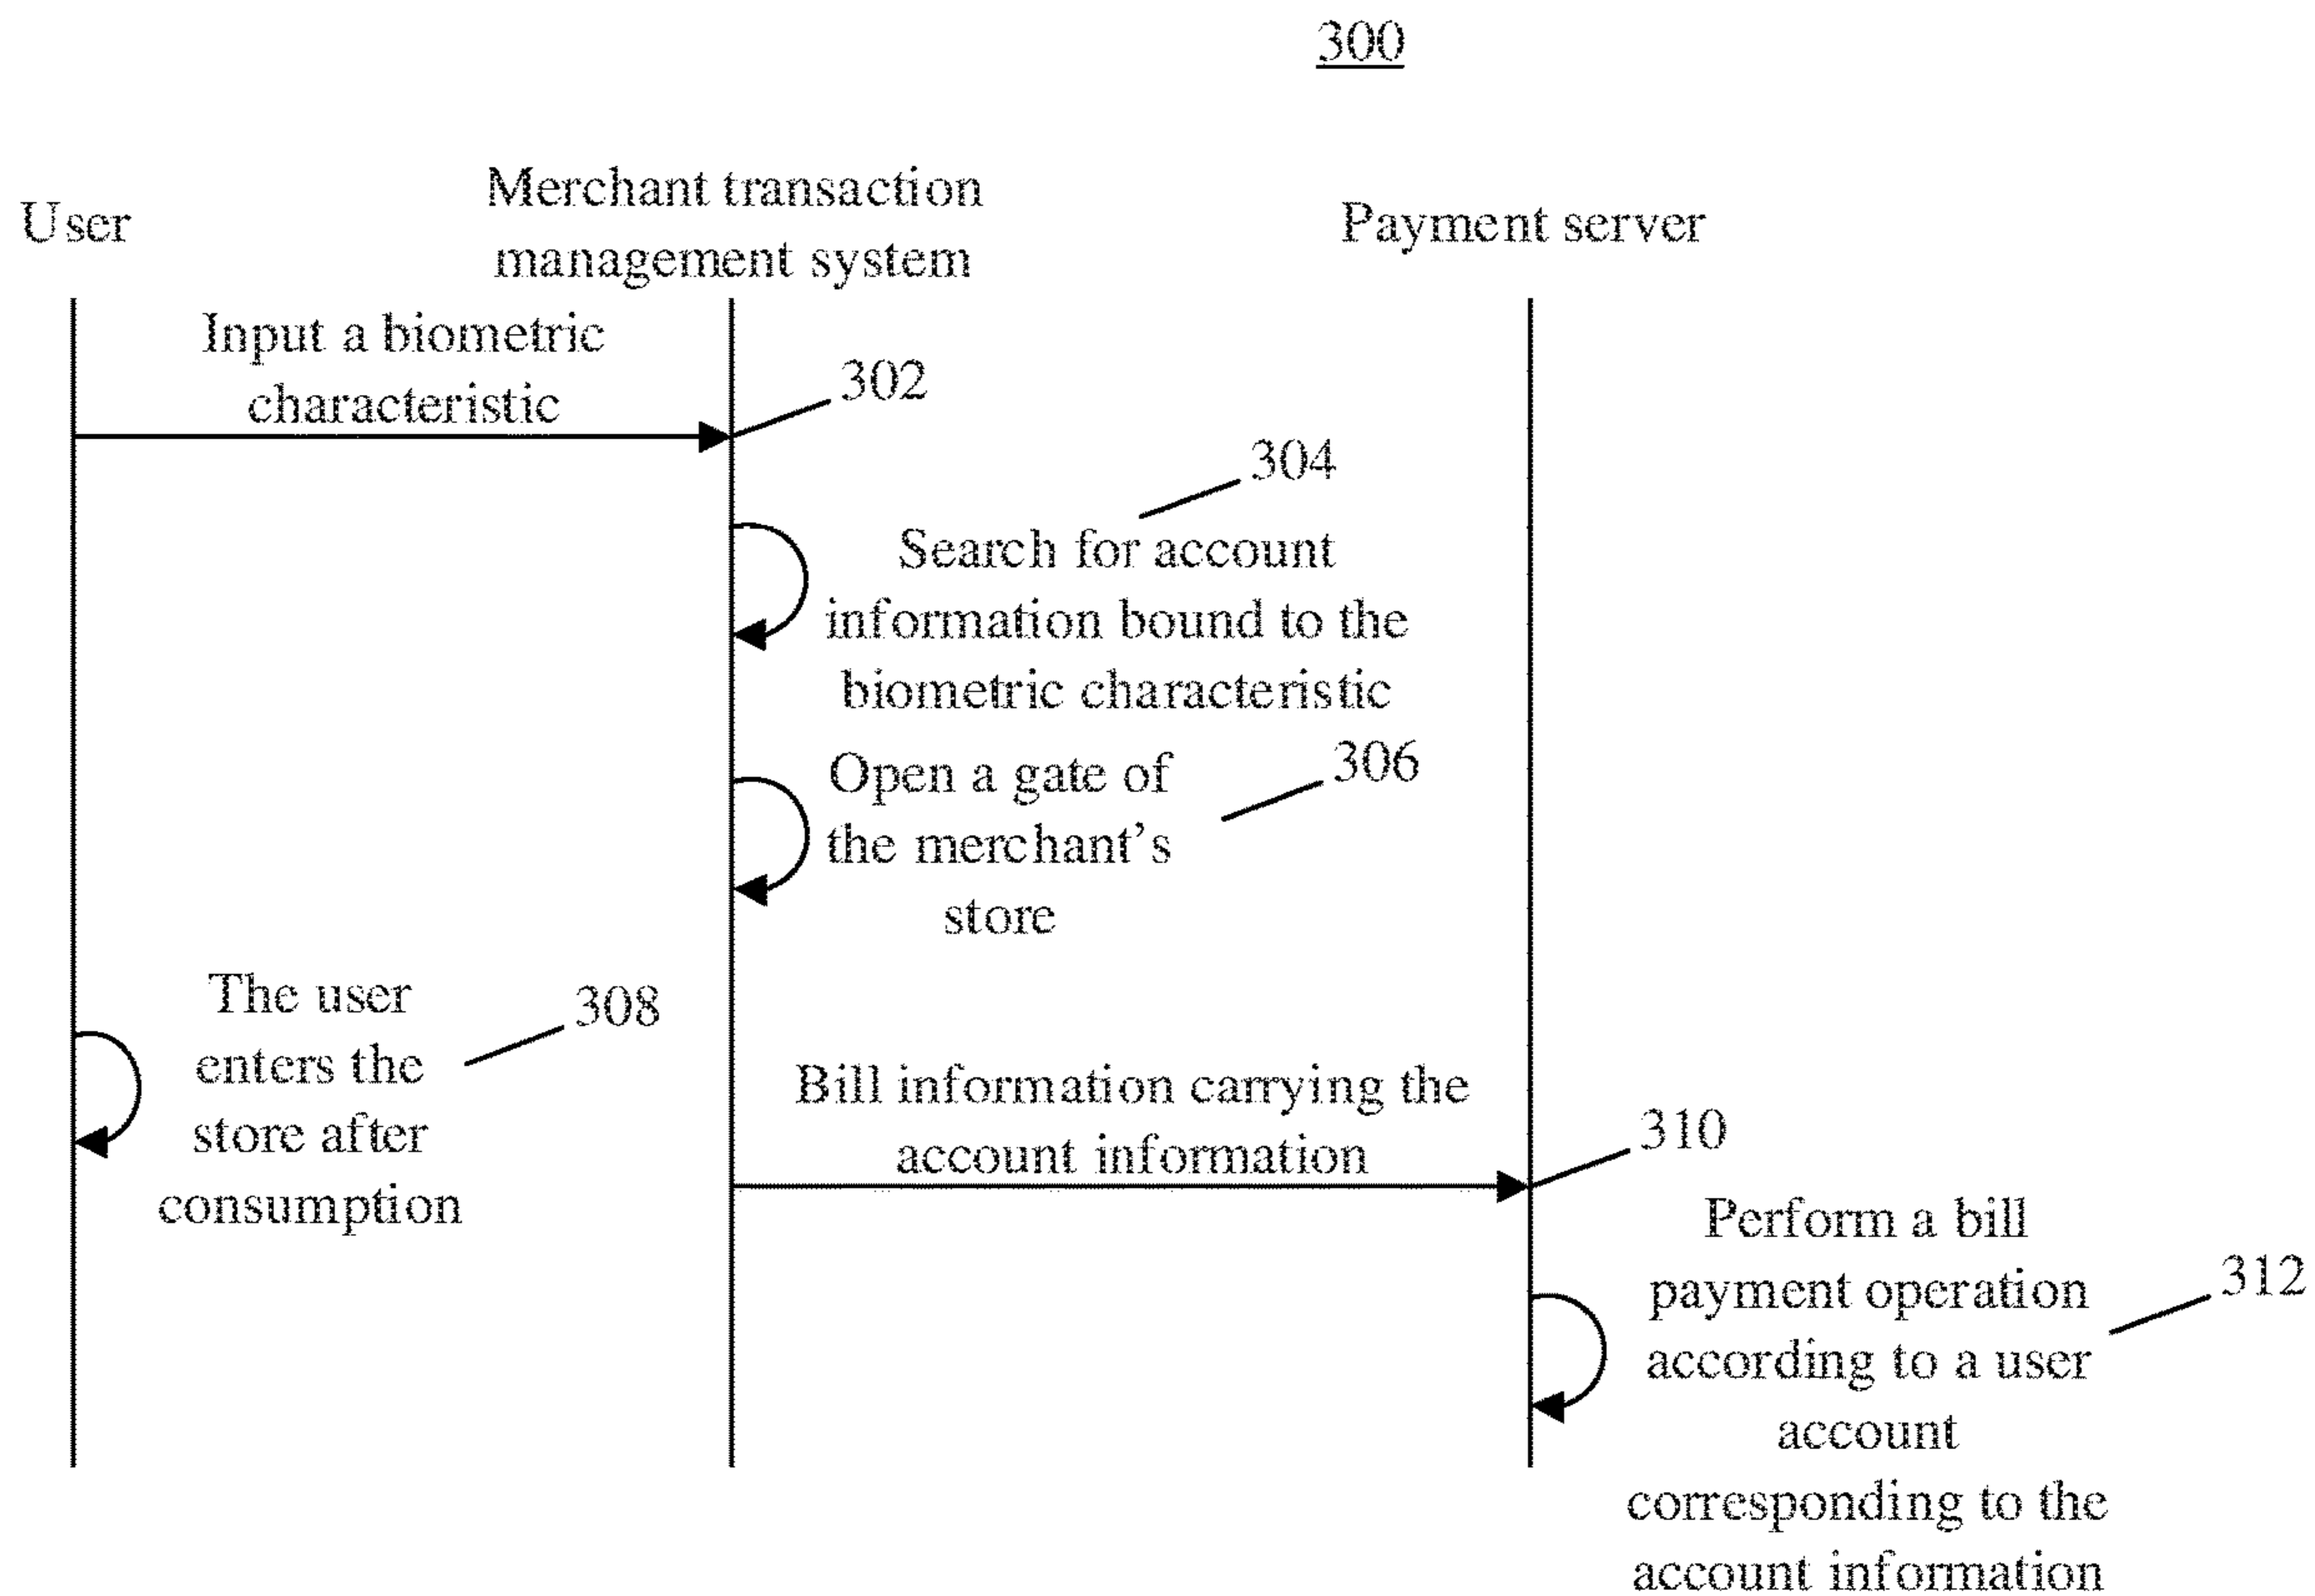 300
User
Merchant transaction
management system
Payment server
Input a biometric
characteristic
302
304
Search for account
information bound to the
biometric characteristic
Open a gate of
the merchant's
store
306
The user
enters the
store after
consumption
308
Bill information carrying the
account information
310
Perform a bill
payment operation
according to a user
account
corresponding to the
account information
312